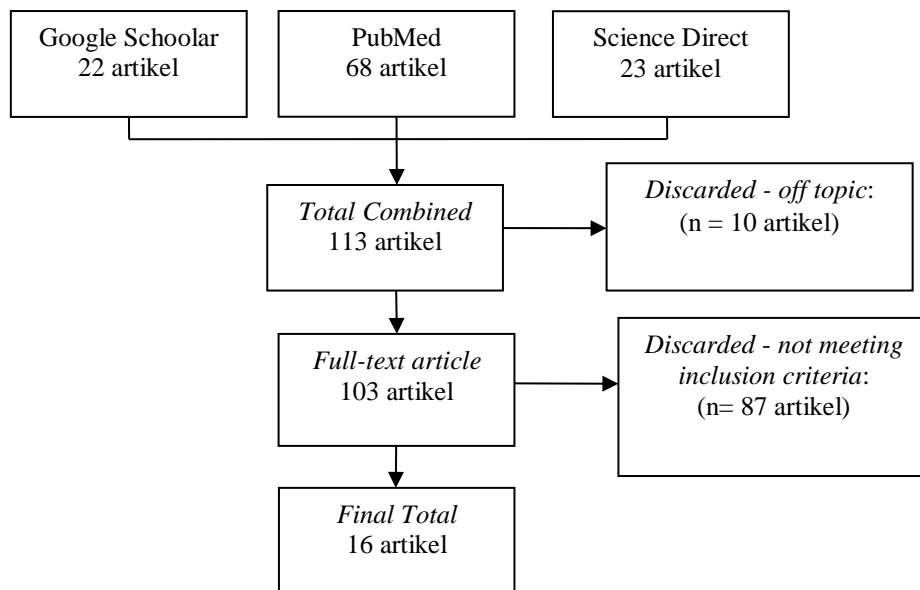 Google Schoolar
22 artikel
PubMed
68 artikel
Science Direct
23 artikel
Total Combined
113 artikel
Discarded - off topic:
(n = 10 artikel)
Full-text article
103 artikel
Discarded - not meeting
inclusion criteria:
(n= 87 artikel)
Final Total
16 artikel